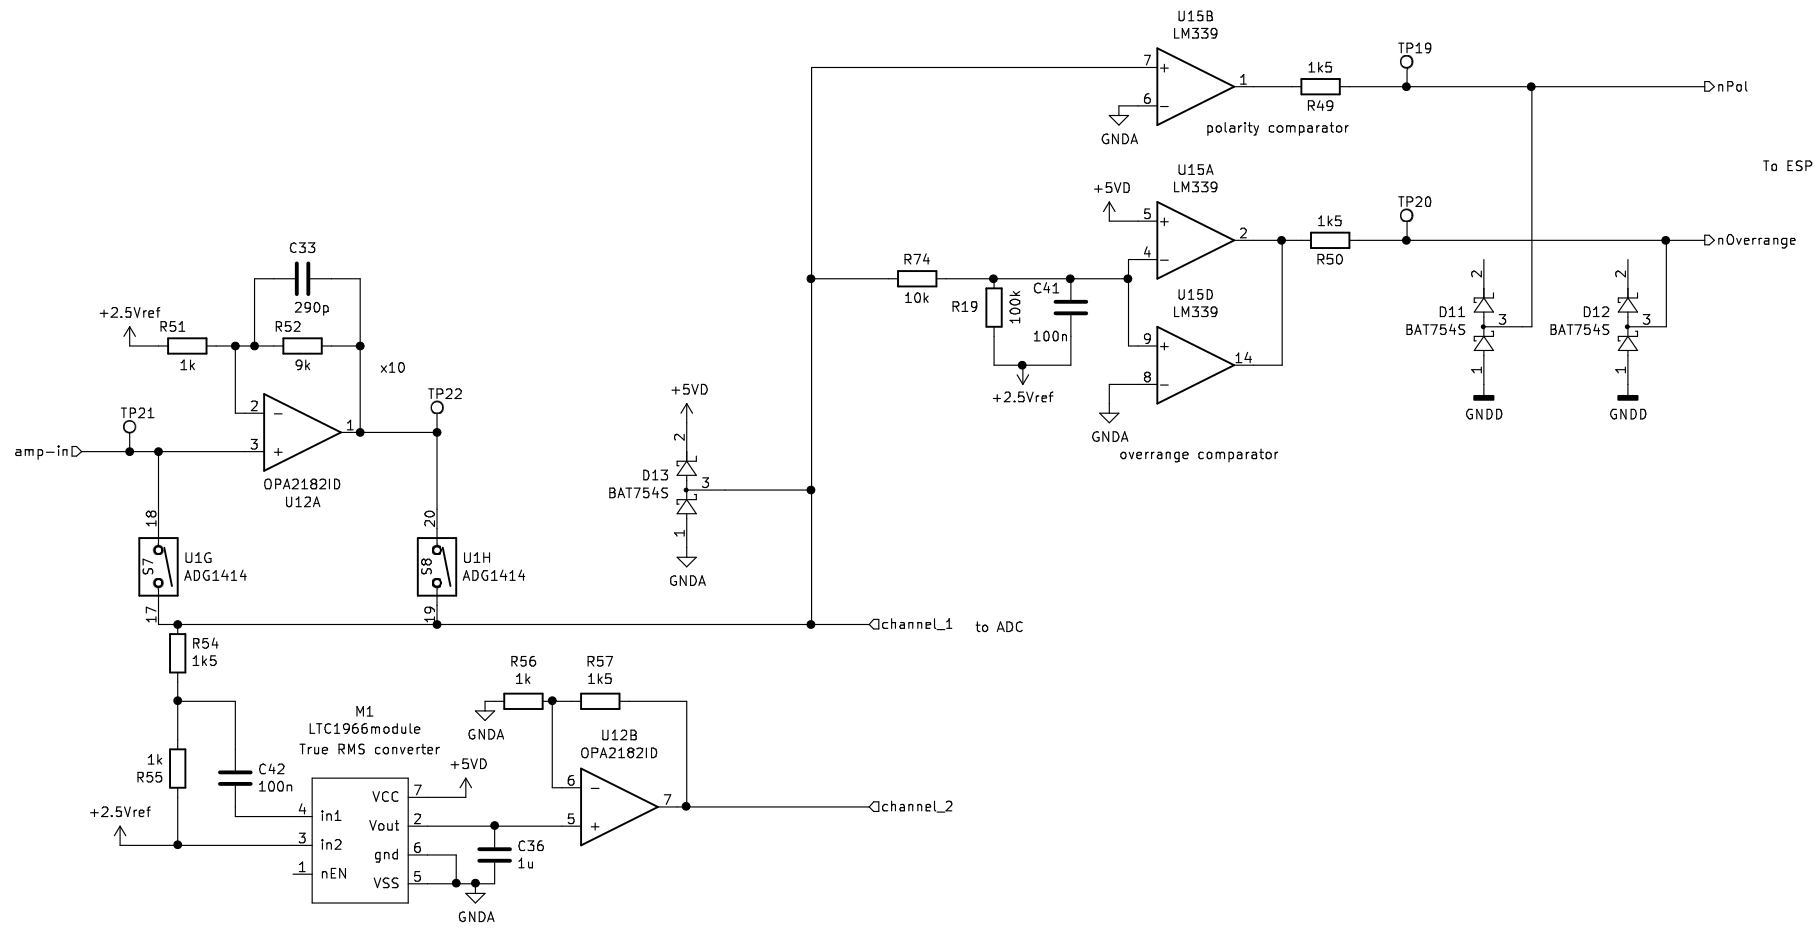 U15B
LM339
7
+
6
−
1
GNDA
1k5
R49
TP19
nPol
polarity comparator
To ESP
U15A
LM339
+5VD
5
+
4
−
2
1k5
R50
TP20
nOverrange
R74
10k
R19
100k
C41
100n
+2.5Vref
U15D
LM339
9
+
8
−
14
GNDA
overrange comparator
2
D11
BAT754S
3
1
GNDD
2
D12
BAT754S
3
1
GNDD
C33
290p
+2.5Vref
R51
1k
R52
9k
x10
TP21
amp-in
2
−
3
+
1
OPA2182ID
U12A
TP22
+5VD
2
D13
BAT754S
3
1
GNDA
18
S7
U1G
ADG1414
17
20
S8
U1H
ADG1414
19
channel_1
to ADC
R54
1k5
1k
R55
C42
100n
+2.5Vref
M1
LTC1966module
True RMS converter
+5VD
4
in1
3
in2
1
nEN
VCC
7
Vout
2
gnd
6
VSS
5
C36
1u
GNDA
R56
1k
R57
1k5
GNDA
U12B
OPA2182ID
6
−
5
+
7
channel_2